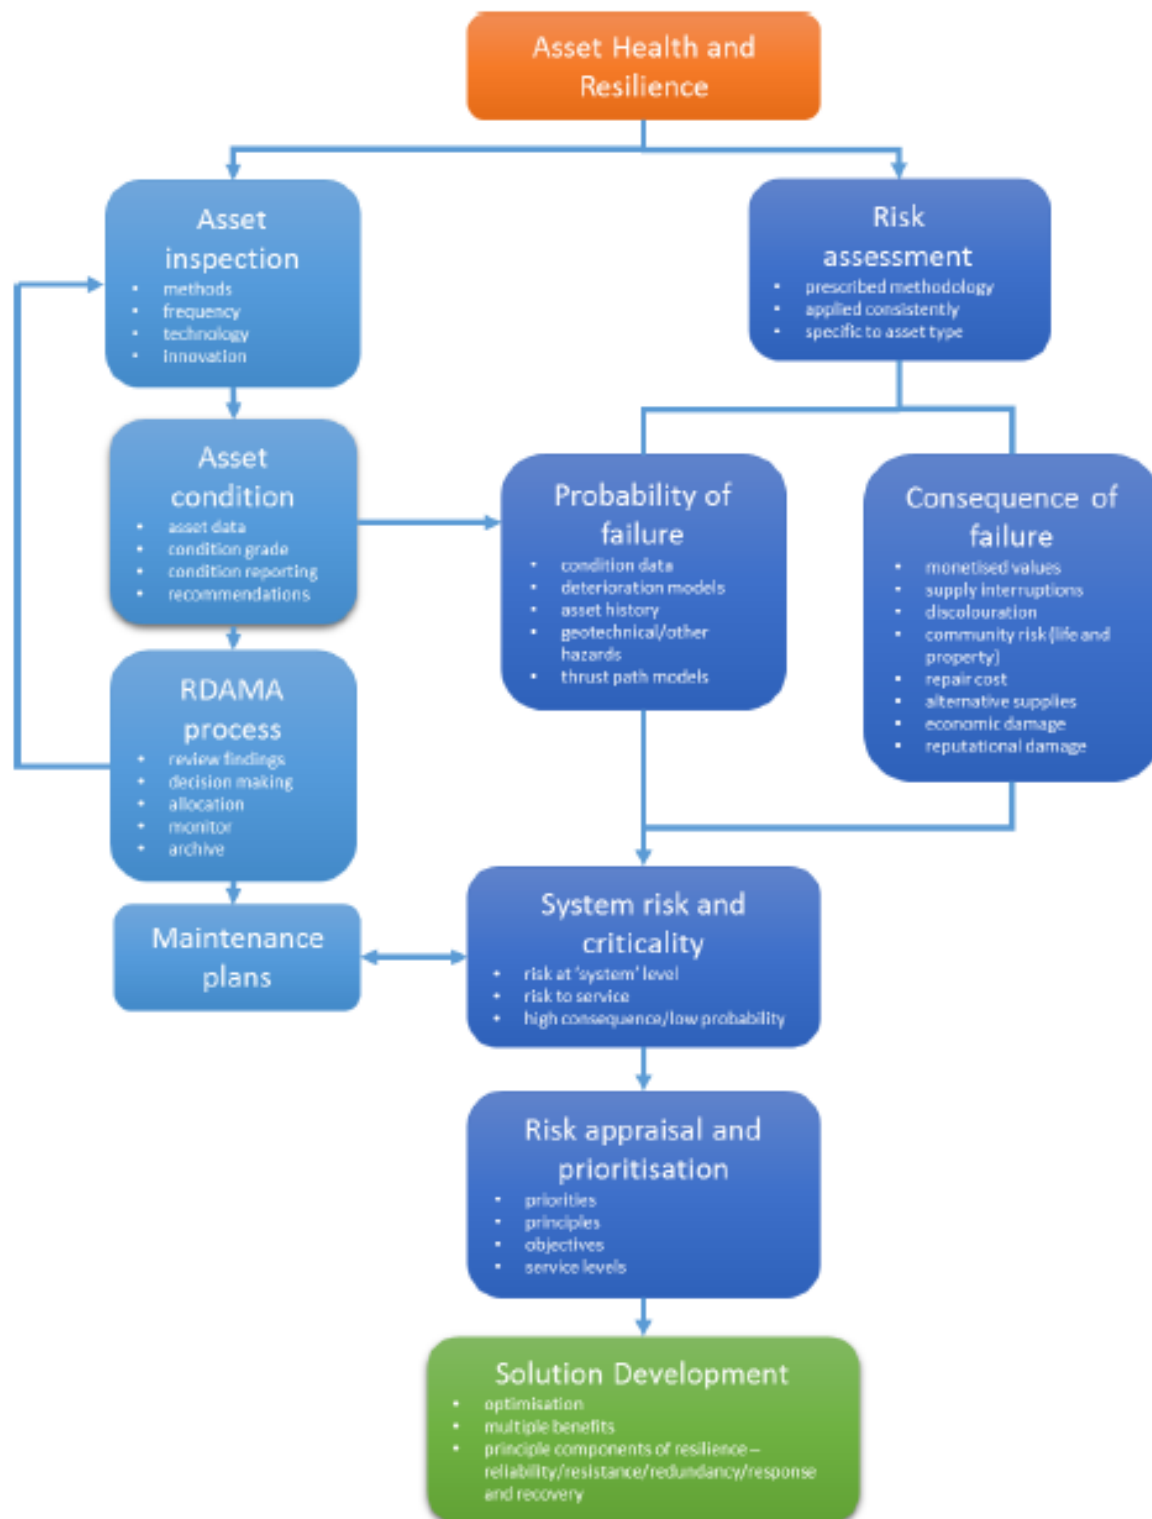 Asset Health and
Resilience
Asset
inspection
• methods
• frequency
• technology
• innovation
Risk
assessment
• prescribed methodology
• applied consistently
• specific to asset type
Asset
condition
• asset data
• condition grade
• condition reporting
• recommendations
Probability of
failure
• condition data
• deterioration models
• asset history
• geotechnical/other
hazards
• thrust path models
Consequence of
failure
• monetised values
• supply interruptions
• discolouration
• community risk (life and
property)
• repair cost
• alternative supplies
• economic damage
• reputational damage
RDAMA
process
• review findings
• decision making
• allocation
• monitor
• archive
Maintenance
plans
System risk and
criticality
• risk at ‘system’ level
• risk to service
• high consequence/low probability
Risk appraisal and
prioritisation
• priorities
• principles
• objectives
• service levels
Solution Development
• optimisation
• multiple benefits
• principle components of resilience –
reliability/resistance/redundancy/response
and recovery